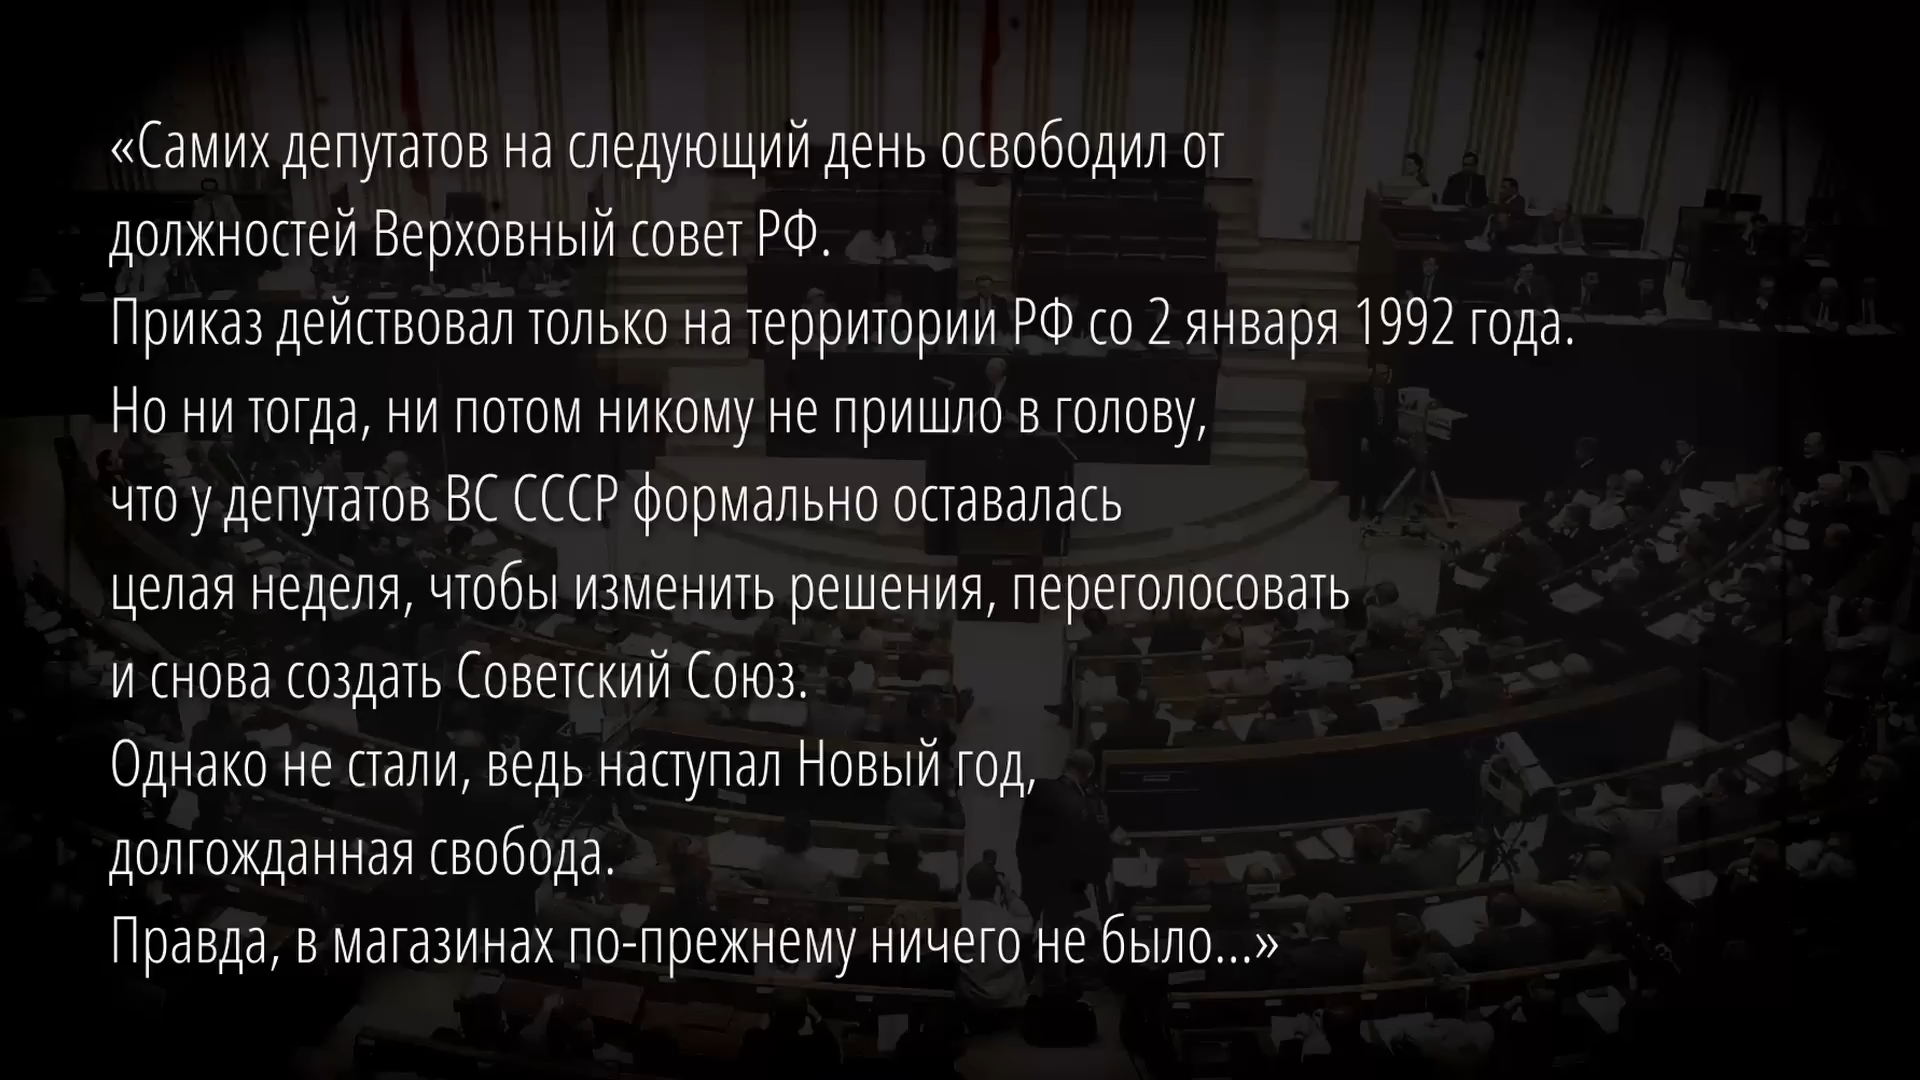 «Самих депутатов на следующий день освободил от
должностей Верховный совет РФ.
Приказ действовал только на территории РФ со 2 января 1992 года.
Но ни тогда, ни потом никому не пришло в голову,
что у депутатов ВС СССР формально оставалась
целая неделя, чтобы изменить решения, переголосовать
и снова создать Советский Союз.
Однако не стали, ведь наступал Новый год,
долгожданная свобода.
Правда, в магазинах по-прежнему ничего не было...»